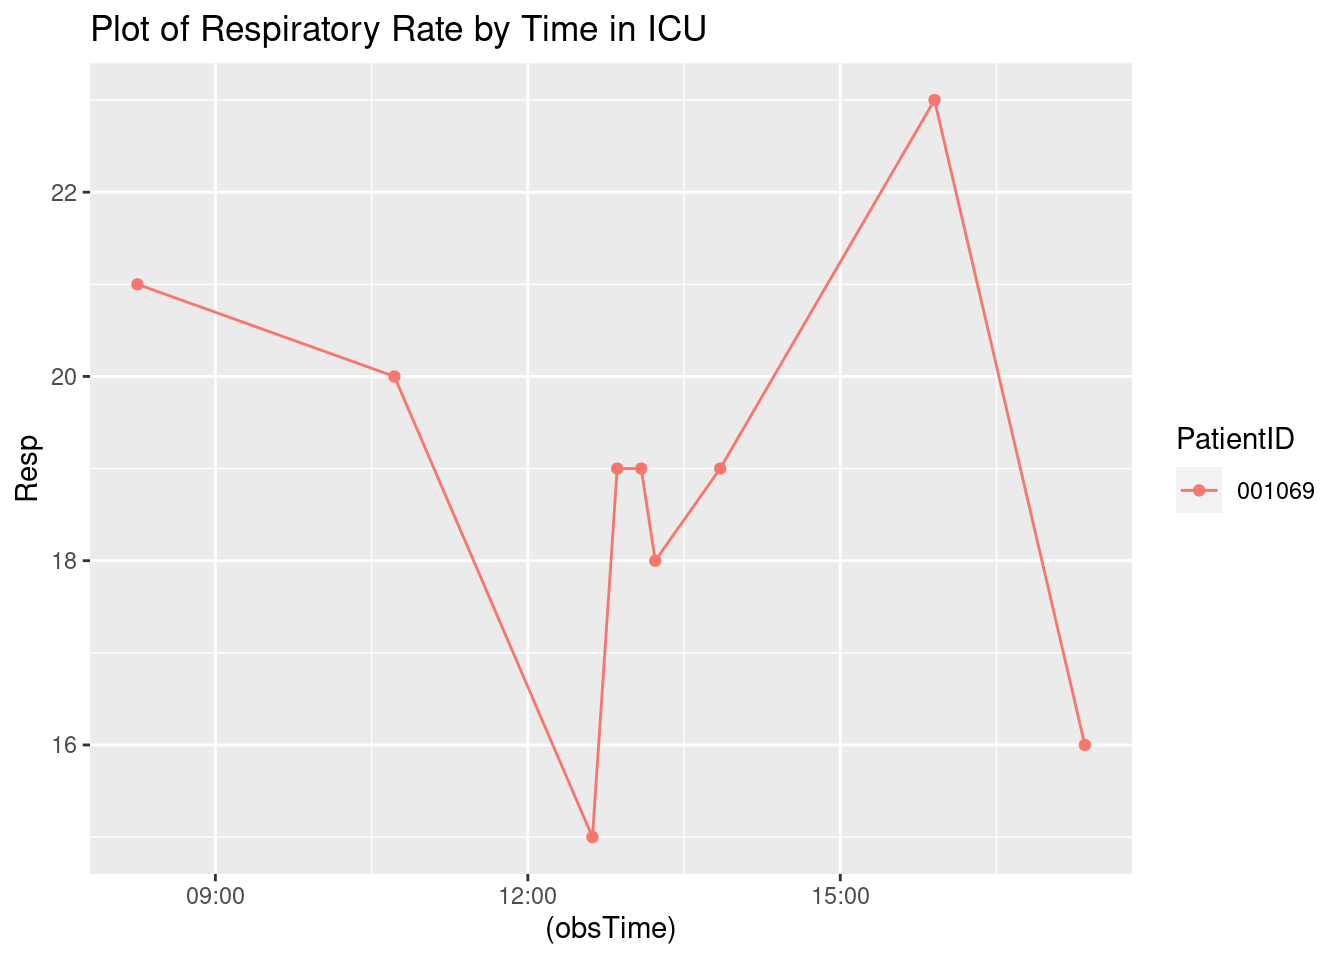 Plot of Respiratory Rate by Time in ICU
22
20
18
16
Resp
09:00
12:00
15:00
(obsTime)
PatientID
001069